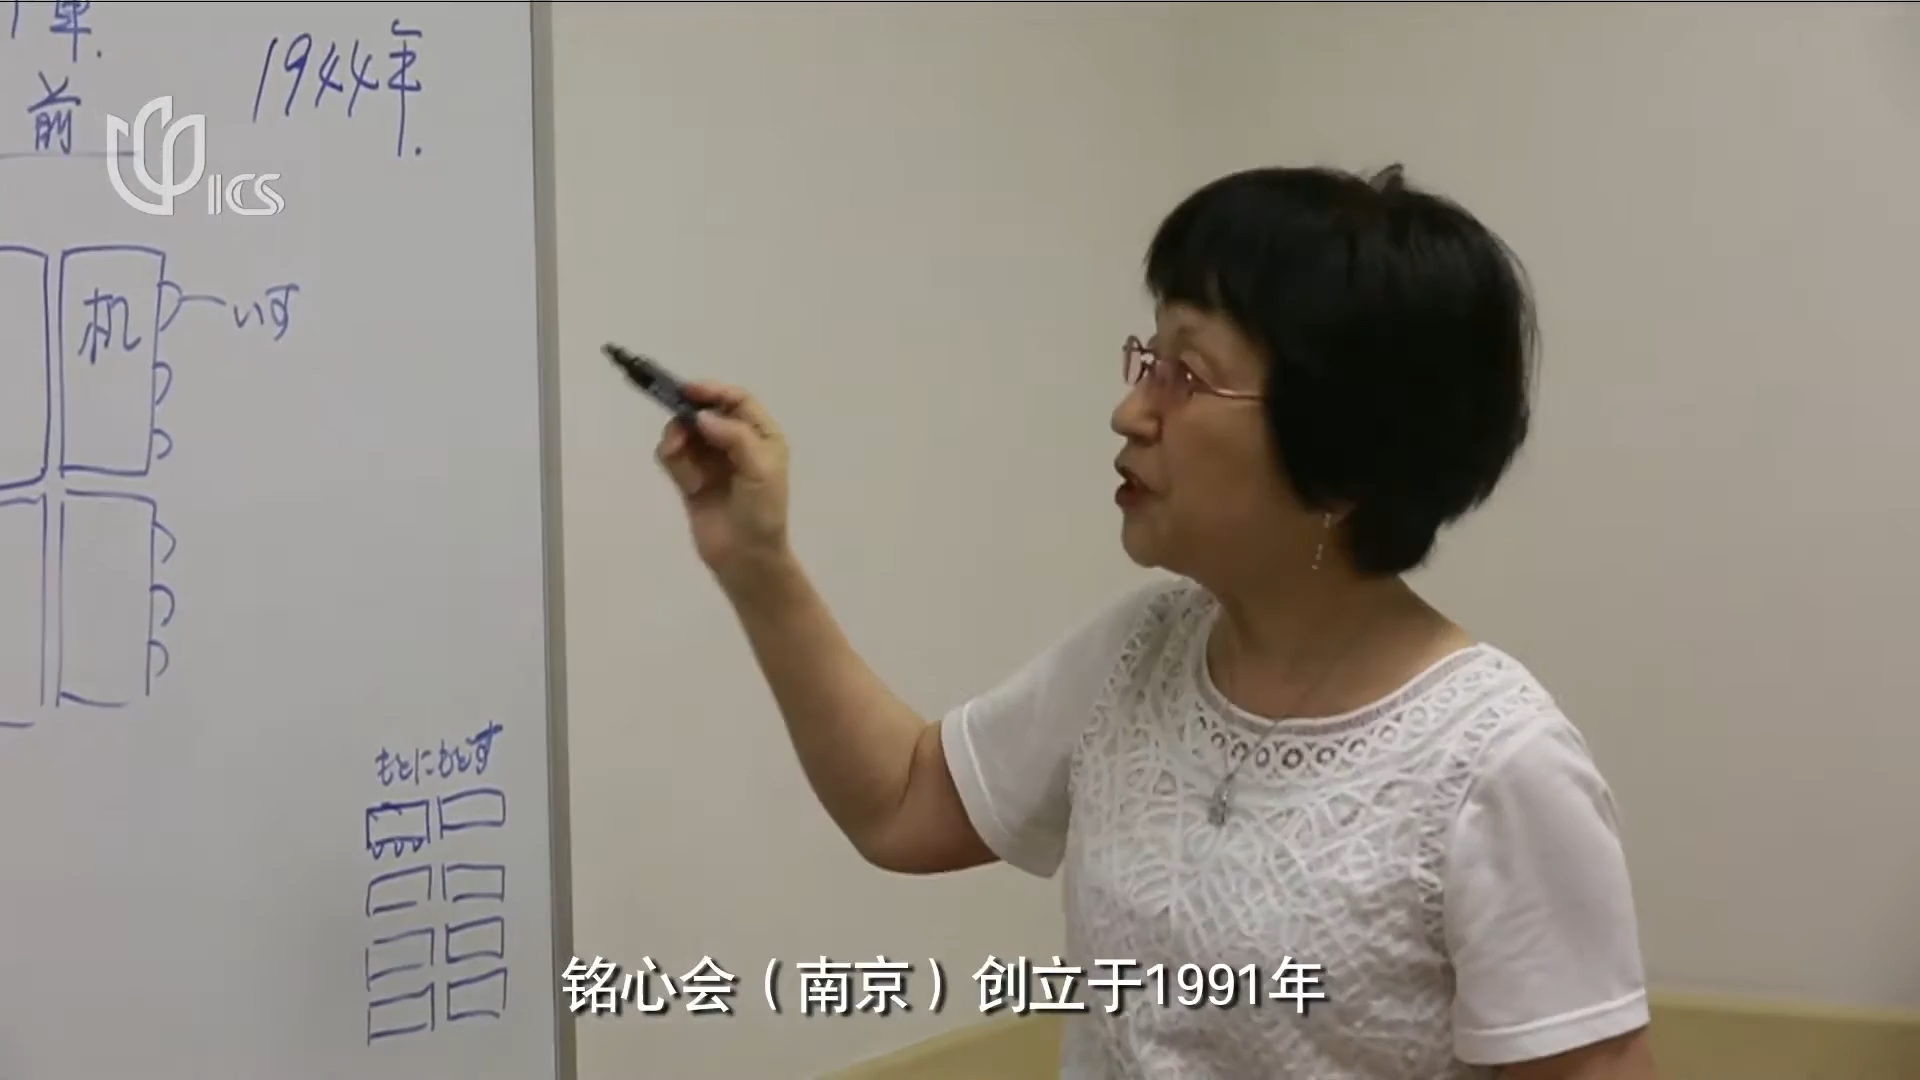 年.
前
1944年.
ICS
机
いす
もとにもどす
铭心会（南京）创立于1991年